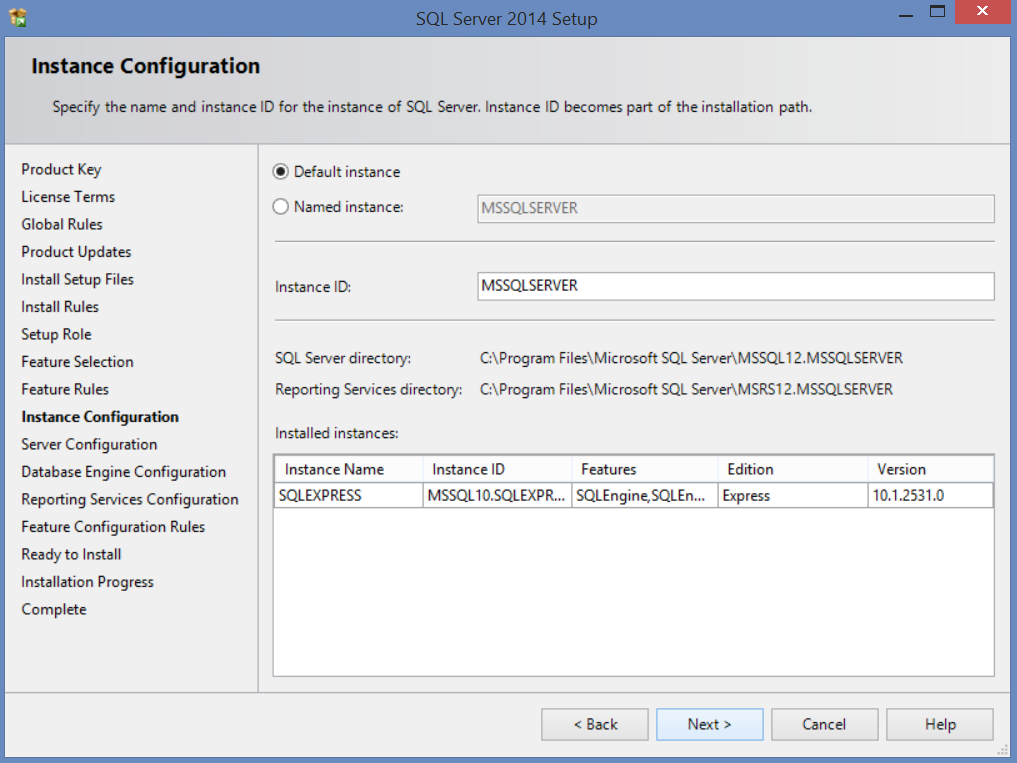 SQL Server 2014 Setup
Instance Configuration
Specify the name and instance ID for the instance of SQL Server. Instance ID becomes part of the installation path.
Product Key
License Terms
Global Rules
Product Updates
Install Setup Files
Install Rules
Setup Role
Feature Selection
Feature Rules
Instance Configuration
Server Configuration
Database Engine Configuration
Reporting Services Configuration
Feature Configuration Rules
Ready to Install
Installation Progress
Complete
Default instance
Named instance: MSSQLSERVER
Instance ID: MSSQLSERVER
SQL Server directory: C:\Program Files\Microsoft SQL Server\MSSQL12.MSSQLSERVER
Reporting Services directory: C:\Program Files\Microsoft SQL Server\MSRS12.MSSQLSERVER
Installed instances:
Instance Name Instance ID Features Edition Version
SQLEXPRESS MSSQL10.SQLEXPR... SQLEngine,SQLEn... Express 10.1.2531.0
< Back Next > Cancel Help